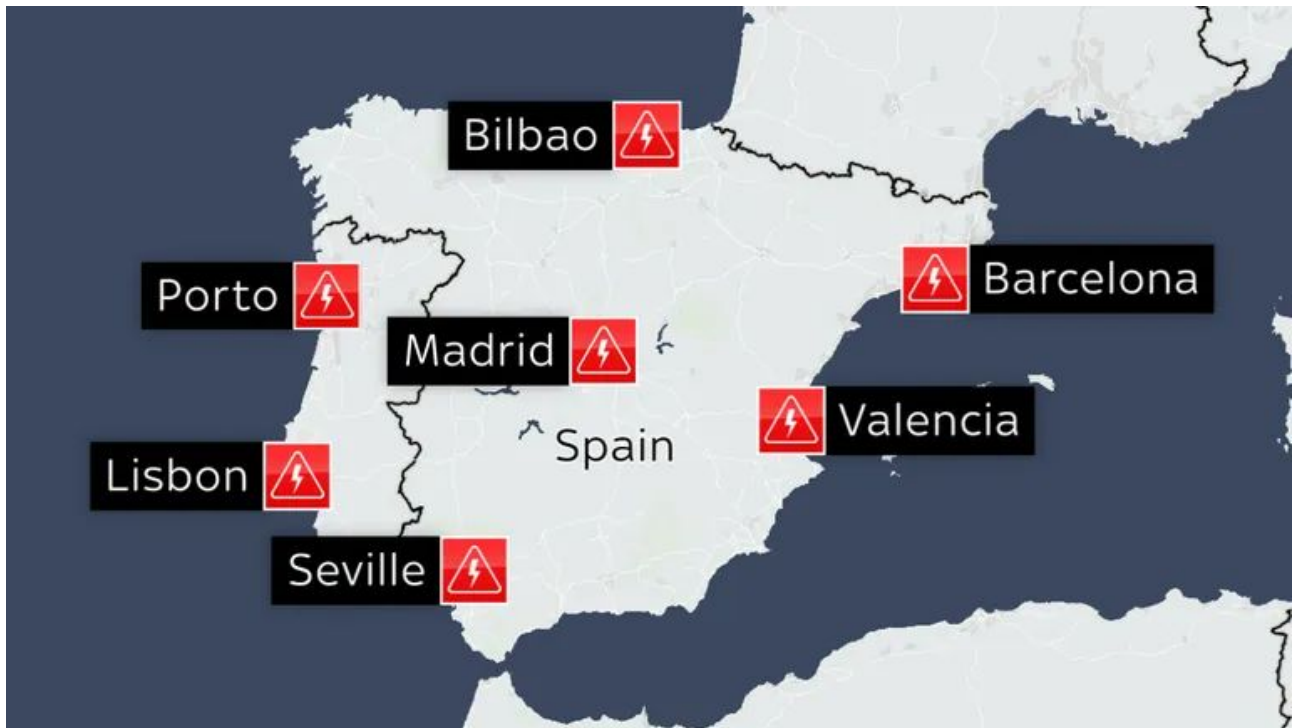 Bilbao
Barcelona
Porto
Madrid
Valencia
Spain
Lisbon
Seville